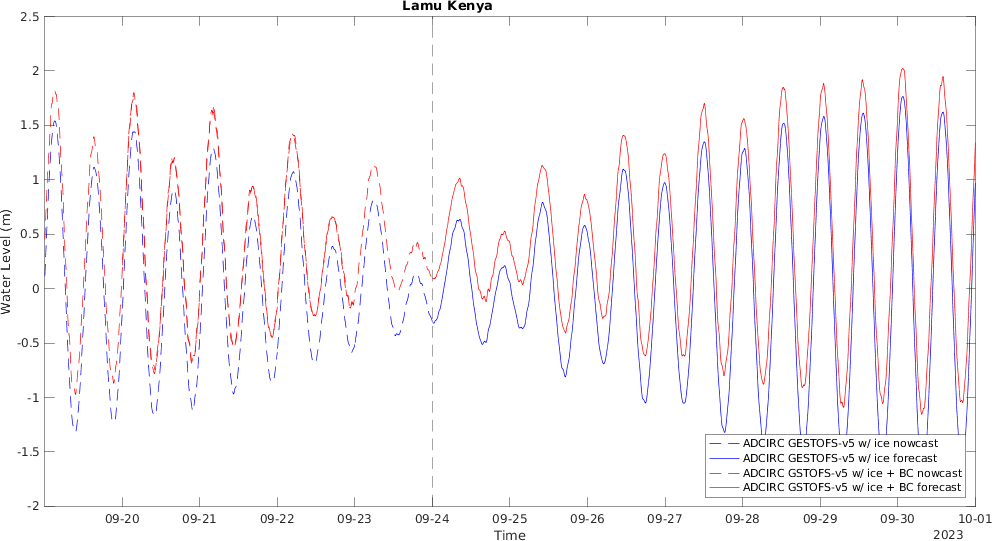 Lamu Kenya
2.5
2
1.5
1
0.5
0
-0.5
-1
-1.5
-2
Water Level (m)
ADCIRC GESTOFS-v5 w/ ice nowcast
ADCIRC GESTOFS-v5 w/ ice forecast
ADCIRC GSTOFS-v5 w/ ice + BC nowcast
ADCIRC GSTOFS-v5 w/ ice + BC forecast
09-20 09-21 09-22 09-23 09-24 09-25 09-26 09-27 09-28 09-29 09-30 10-01
Time
2023